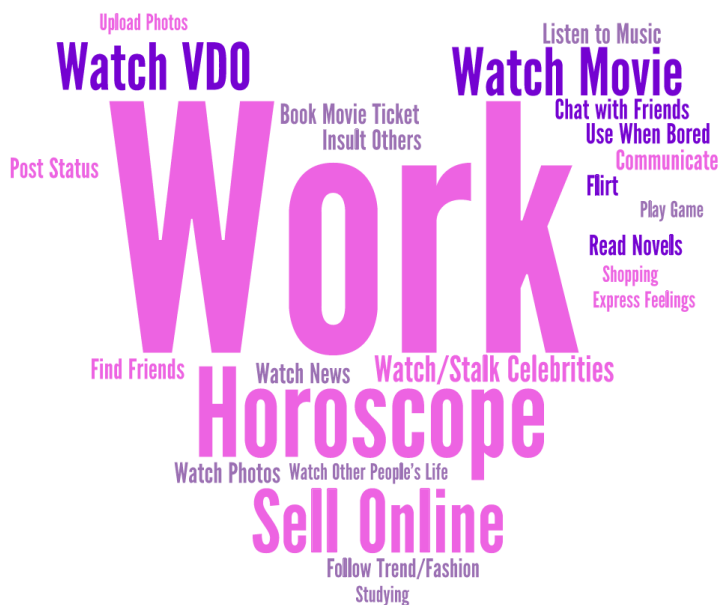 Upload Photos
Listen to Music
Watch VDO
Watch Movie
Work
Book Movie Ticket
Chat with Friends
Insult Others
Use When Bored
Communicate
Post Status
Flirt
Play Game
Read Novels
Shopping
Express Feelings
Find Friends
Watch News
Watch/Stalk Celebrities
Horoscope
Watch Photos
Watch Other People's Life
Sell Online
Follow Trend/Fashion
Studying